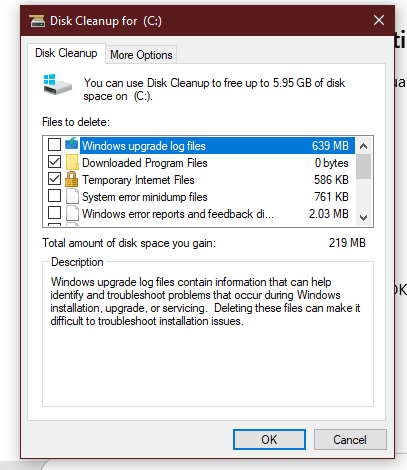 Disk Cleanup for (C:)
Disk Cleanup
More Options
You can use Disk Cleanup to free up to 5.95 GB of disk
space on (C:).
Files to delete:
Windows upgrade log files 639 MB
Downloaded Program Files 0 bytes
Temporary Internet Files 586 KB
System error minidump files 761 KB
Windows error reports and feedback di... 2.03 MB
Total amount of disk space you gain: 219 MB
Description
Windows upgrade log files contain information that can help
identify and troubleshoot problems that occur during Windows
installation, upgrade, or servicing. Deleting these files can make it
difficult to troubleshoot installation issues.
OK
Cancel